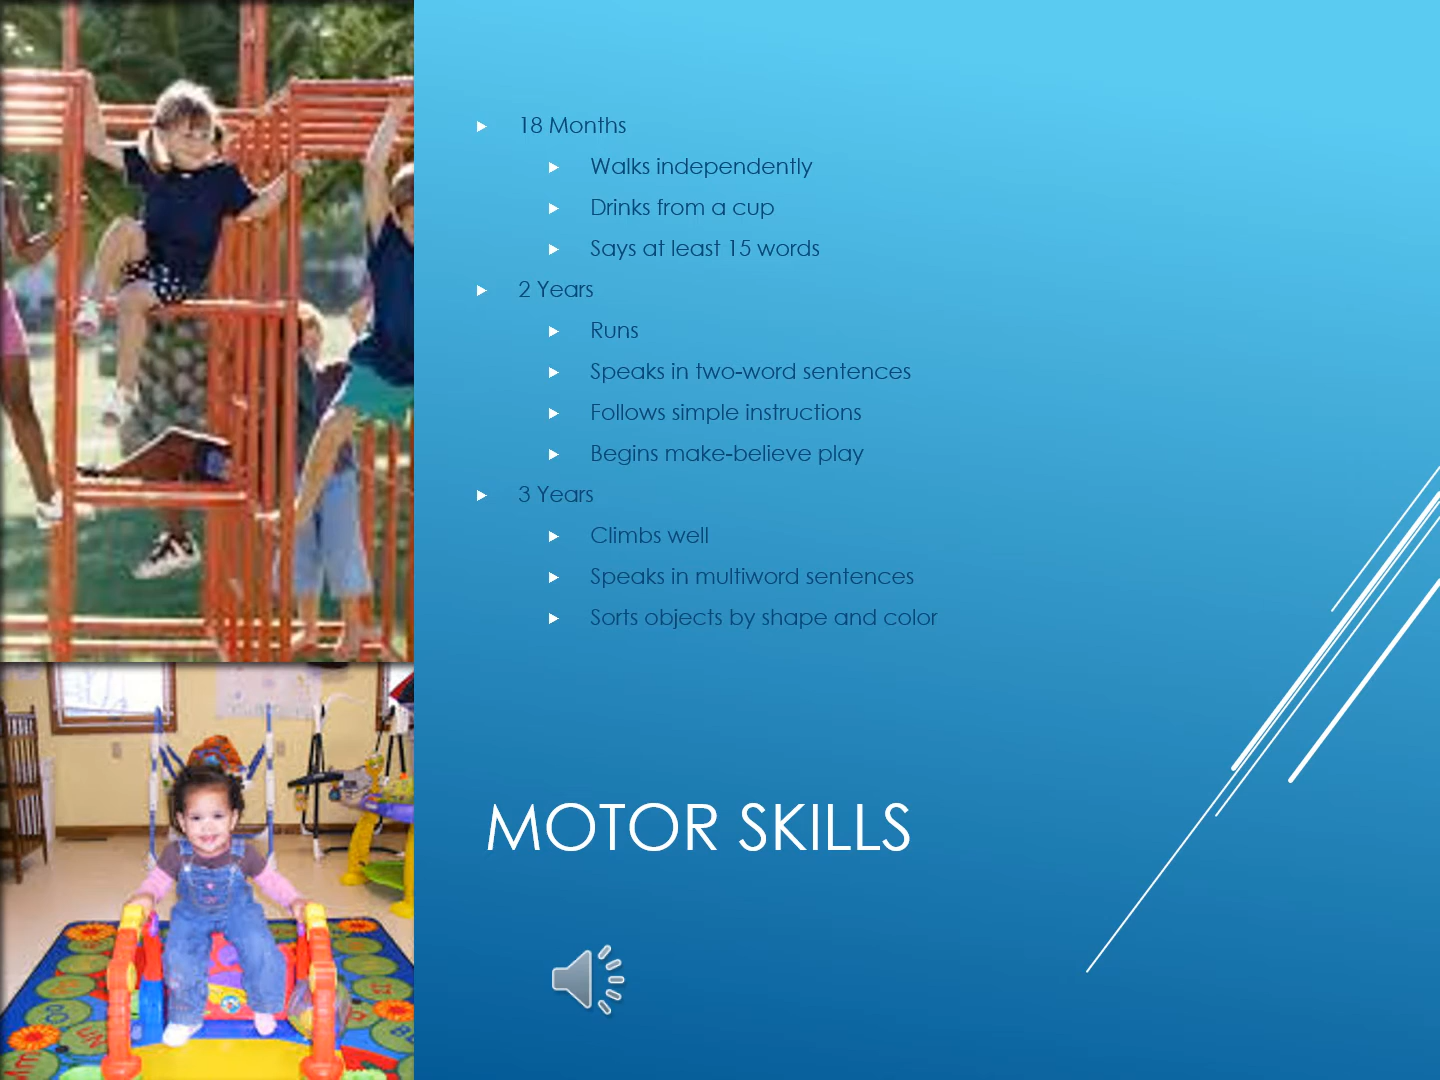 18 Months
Walks independently
Drinks from a cup
Says at least 15 words
2 Years
Runs
Speaks in two-word sentences
Follows simple instructions
Begins make-believe play
3 Years
Climbs well
Speaks in multiword sentences
Sorts objects by shape and color
MOTOR SKILLS